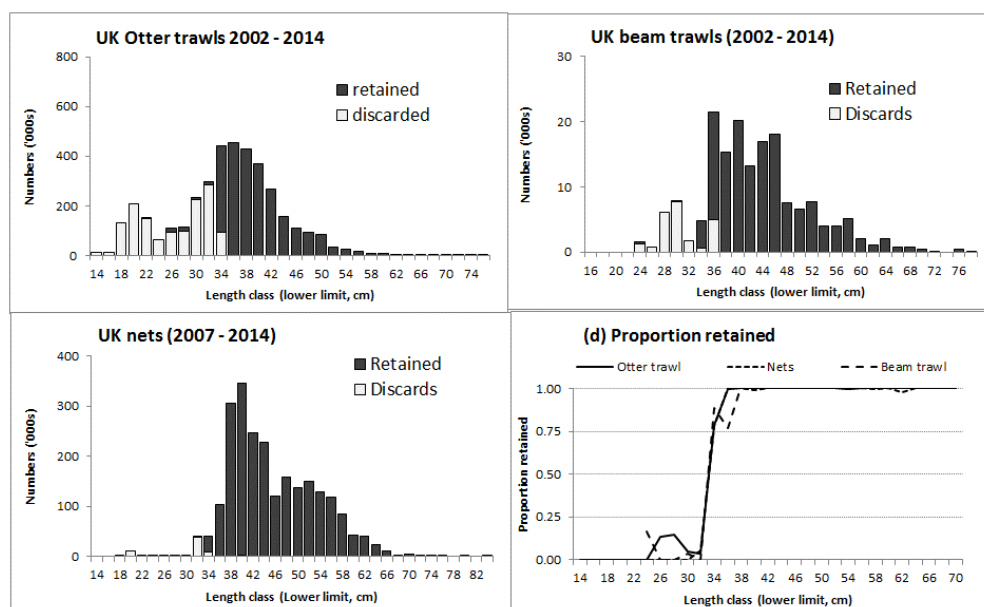 UK Otter trawls 2002 - 2014
800
600
400
200
0
Numbers ('000s)
retained
discarded
14 18 22 26 30 34 38 42 46 50 54 58 62 66 70 74
Length class (lower limit, cm)
UK beam trawls (2002 - 2014)
30
20
10
0
Numbers ('000s)
Retained
Discards
16 20 24 28 32 36 40 44 48 52 56 60 64 68 72 76
Length class (lower limit, cm)
UK nets (2007 - 2014)
400
300
200
100
0
Numbers ('000s)
Retained
Discards
14 18 22 26 30 34 38 42 46 50 54 58 62 66 70 74 78 82
Length class (Lower limit, cm)
(d) Proportion retained
Otter trawl Nets Beam trawl
1.00
0.75
0.50
0.25
0.00
Proportion retained
14 18 22 26 30 34 38 42 46 50 54 58 62 66 70
Length class (lower limit, cm)